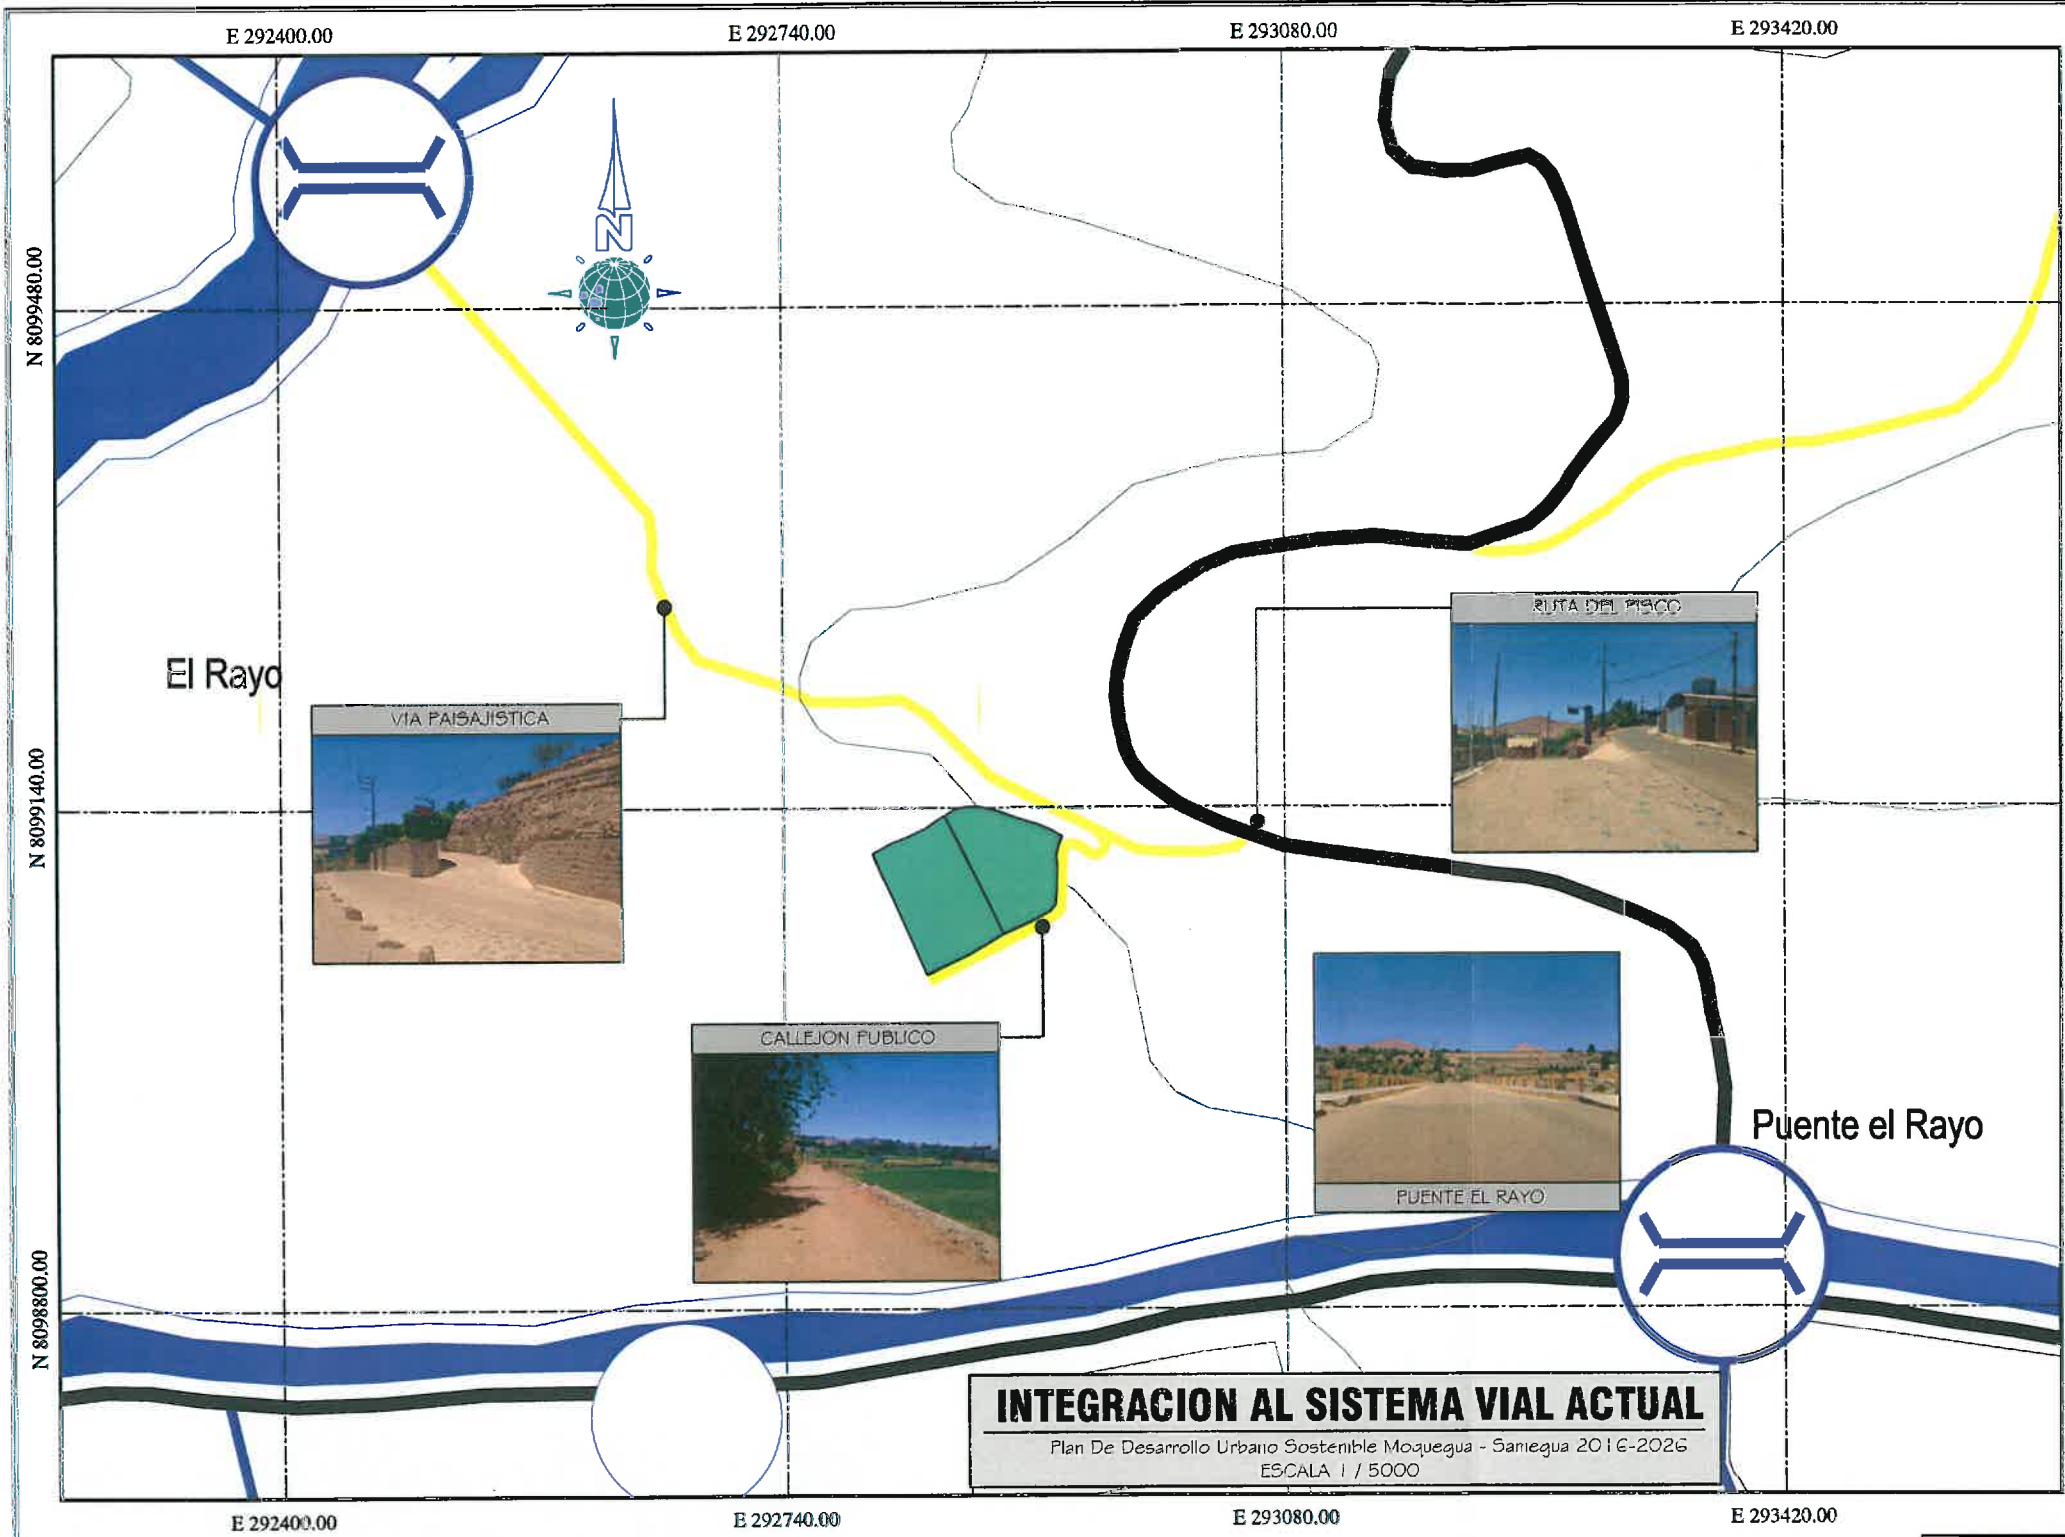 E 292400.00
E 292740.00
E 293080.00
E 293420.00
N 8099480.00
N
RUTA DEL PISCO
El Rayo
VIA PAISAJISTICA
N 8099140.00
CALLEJON PUBLICO
Puente el Rayo
PUENTE EL RAYO
N 8098800.00
INTEGRACION AL SISTEMA VIAL ACTUAL
Plan De Desarrollo Urbano Sostenible Moquegua - Samegua 2016-2026
ESCALA 1 / 5000
E 292400.00
E 292740.00
E 293080.00
E 293420.00